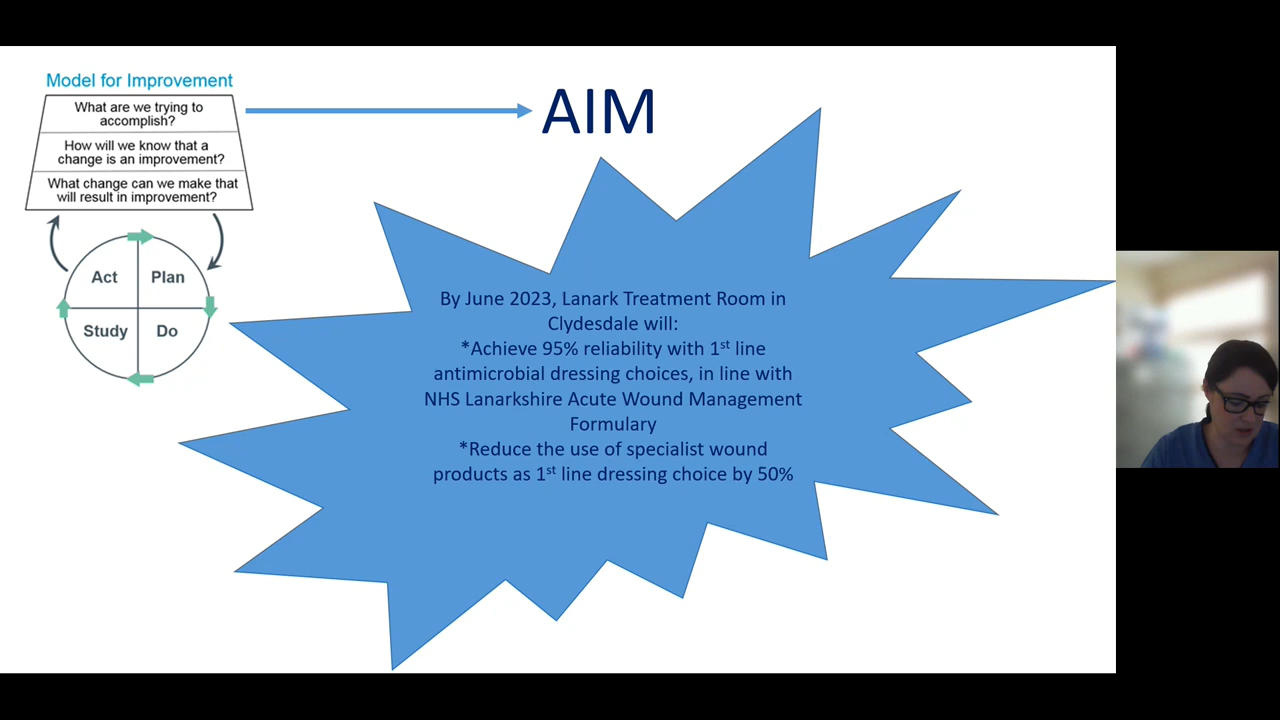 Model for Improvement
What are we trying to
accomplish?
How will we know that a
change is an improvement?
What change can we make that
will result in improvement?
Act
Plan
Study
Do
AIM
By June 2023, Lanark Treatment Room in
Clydesdale will:
*Achieve 95% reliability with 1st line
antimicrobial dressing choices, in line with
NHS Lanarkshire Acute Wound Management
Formulary
*Reduce the use of specialist wound
products as 1st line dressing choice by 50%